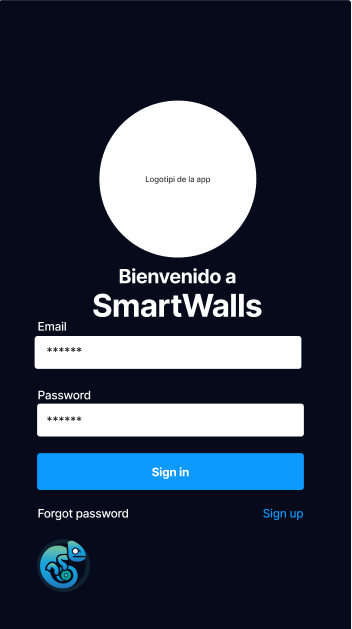 Logotipi de la app
Bienvenido a
SmartWalls
Email
******
Password
******
Sign in
Forgot password
Sign up